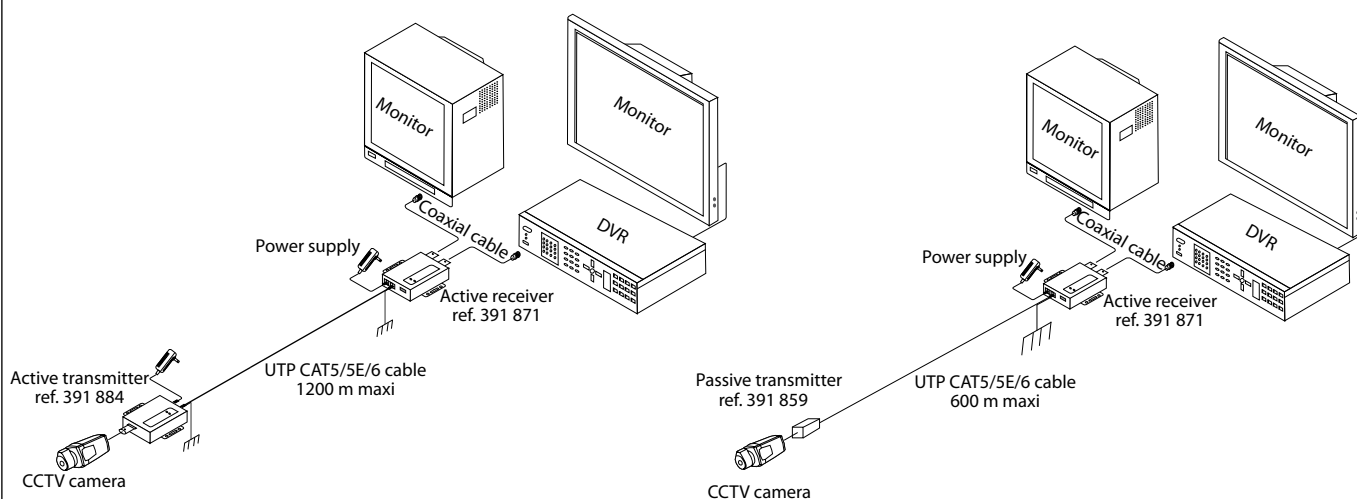 Monitor
Monitor
Coaxial cable
DVR
Power supply
Active receiver
ref. 391 871
UTP CAT5/5E/6 cable
1200 m maxi
Active transmitter
ref. 391 884
CCTV camera
Monitor
Monitor
Coaxial cable
DVR
Power supply
Active receiver
ref. 391 871
UTP CAT5/5E/6 cable
600 m maxi
Passive transmitter
ref. 391 859
CCTV camera